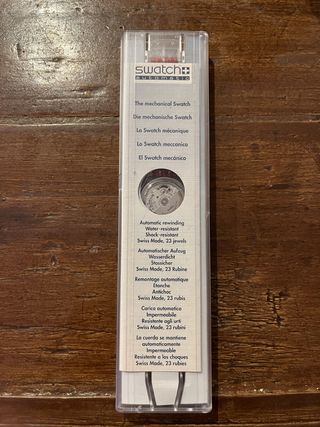 swatch
automatic
The mechanical Swatch
Die mechanische Swatch
La Swatch mécanique
Lo Swatch meccanico
El Swatch mecánico
Automatic rewinding
Water-resistant
Shock-resistant
Swiss Made, 23 jewels
Automatischer Aufzug
Wasserdicht
Stossicher
Swiss Made, 23 Rubine
Remontage automatique
Etanche
Antichoc
Swiss Made, 23 rubis
Carica automatica
Impermeabile
Resistente agli urti
Swiss Made, 23 rubini
La cuerda se mantiene
automaticamente
Impermeable
Resistente a los choques
Swiss Made, 23 rubies